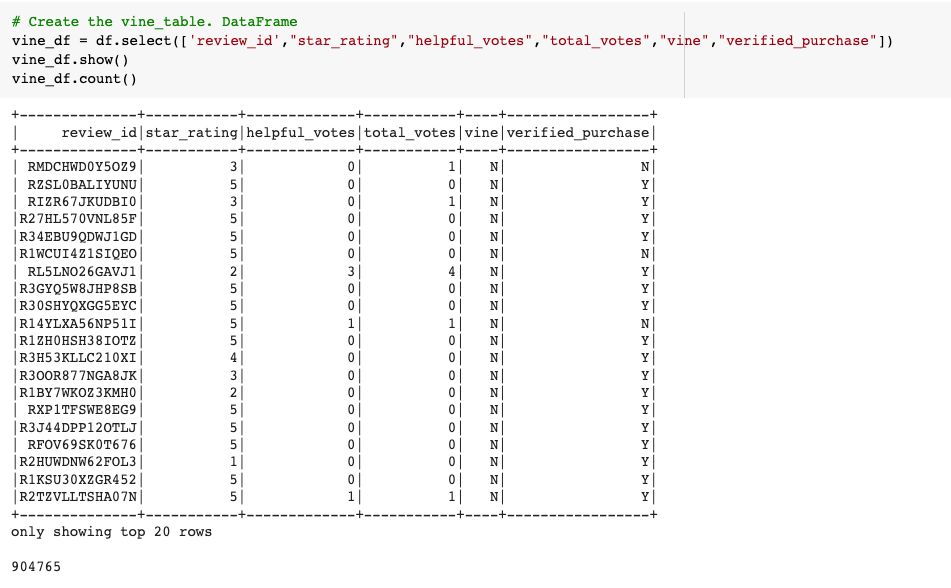 # Create the vine_table. DataFrame
vine_df = df.select(['review_id',"star_rating","helpful_votes","total_votes","vine","verified_purchase"])
vine_df.show()
vine_df.count()
+--------------+-----------+-------------+-----------+----+-----------------+
|     review_id|star_rating|helpful_votes|total_votes|vine|verified_purchase|
+--------------+-----------+-------------+-----------+----+-----------------+
| RMDCHWD0Y5OZ9|          3|            0|          1|   N|                N|
| RZSL0BALIYUNU|          5|            0|          0|   N|                Y|
| RIZR67JKUDBI0|          3|            0|          1|   N|                Y|
|R27HL570VNL85F|          5|            0|          0|   N|                Y|
|R34EBU9QDWJ1GD|          5|            0|          0|   N|                Y|
|R1WCUI4Z1SIQEO|          5|            0|          0|   N|                N|
| RL5LNO26GAVJ1|          2|            3|          4|   N|                Y|
|R3GYQ5W8JHP8SB|          5|            0|          0|   N|                Y|
|R30SHYQXGG5EYC|          5|            0|          0|   N|                Y|
|R14YLXA56NP51I|          5|            1|          1|   N|                N|
|R1ZH0HSH38IOTZ|          5|            0|          0|   N|                Y|
|R3H53KLLC210XI|          4|            0|          0|   N|                Y|
|R3OOR877NGA8JK|          3|            0|          0|   N|                Y|
|R1BY7WKOZ3KMH0|          2|            0|          0|   N|                Y|
| RXP1TFSWE8EG9|          5|            0|          0|   N|                Y|
|R3J44DPP12OTLJ|          5|            0|          0|   N|                Y|
| RFOV69SK0T676|          5|            0|          0|   N|                Y|
|R2HUWDNW62FOL3|          1|            0|          0|   N|                Y|
|R1KSU30XZGR452|          5|            0|          0|   N|                Y|
|R2TZVLLTSHA07N|          5|            1|          1|   N|                Y|
+--------------+-----------+-------------+-----------+----+-----------------+
only showing top 20 rows
904765